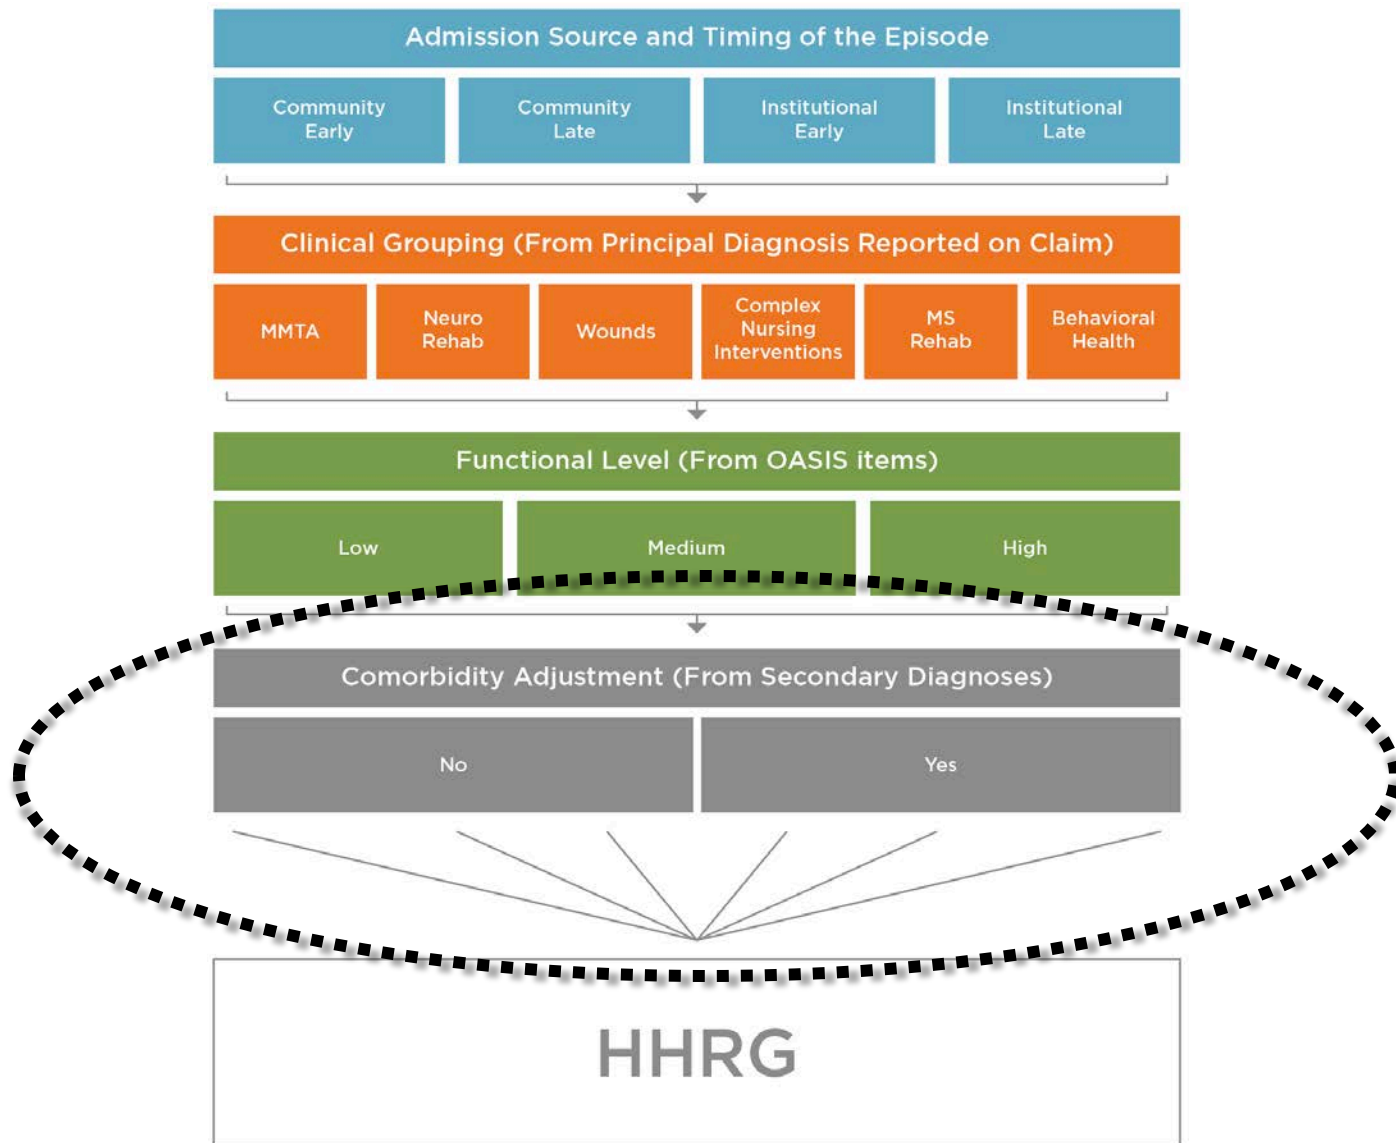 Admission Source and Timing of the Episode
Community
Early
Community
Late
Institutional
Early
Institutional
Late
Clinical Grouping (From Principal Diagnosis Reported on Claim)
MMTA
Neuro
Rehab
Wounds
Complex
Nursing
Interventions
MS
Rehab
Behavioral
Health
Functional Level (From OASIS items)
Low
Medium
High
Comorbidity Adjustment (From Secondary Diagnoses)
No
Yes
HHRG